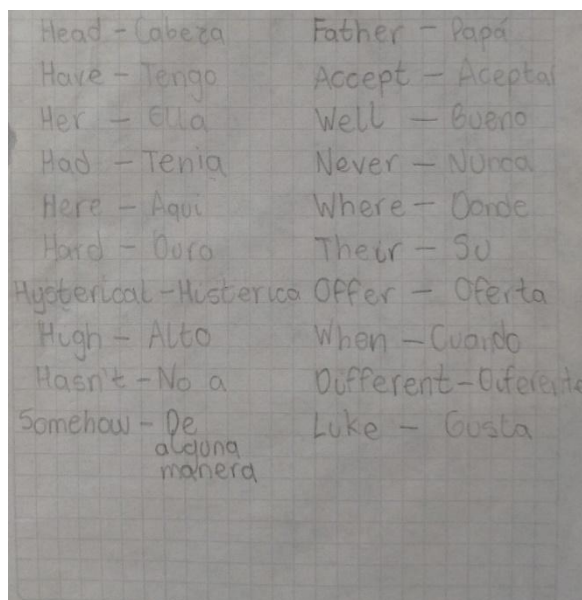 Head - Cabeza
Have - Tengo
Her - Ella
Had - Tenia
Here - Aqui
Hard - Duro
Hysterical - Histerica
High - Alto
Hasn't - No a
Somehow - De
alguna
manera
Father - Papá
Accept - Aceptar
Well - Bueno
Never - Nunca
Where - Donde
Their - Su
Offer - Oferta
When - Cuando
Different - Diferente
Like - Gusta